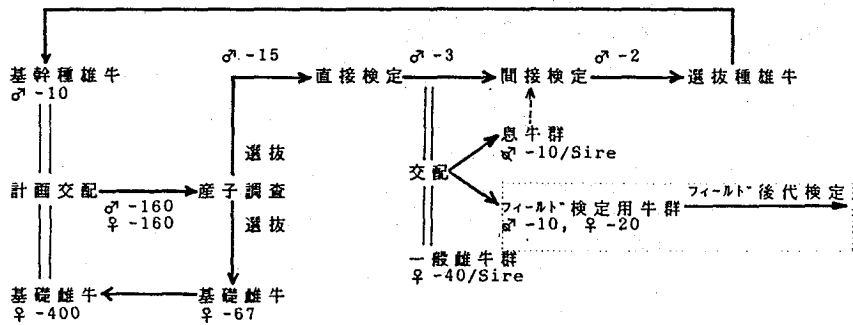 ♂ -15
♂ -3
♂ -2
基幹種雄牛
♂ -10
直接検定
間接検定
選抜種雄牛
選抜
息牛群
♂ -10/Sire
交配
計画交配
♂ -160
♀ -160
産子調査
選抜
フィールド検定用牛群
♂ -10, ♀ -20
フィールド後代検定
一般雌牛群
♀ -40/Sire
基礎雌牛
♀ -400
基礎雌牛
♀ -67